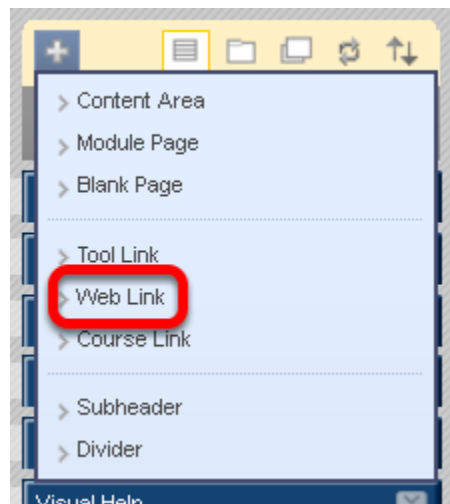 Content Area
Module Page
Blank Page
Tool Link
Web Link
Course Link
Subheader
Divider
Visual Help